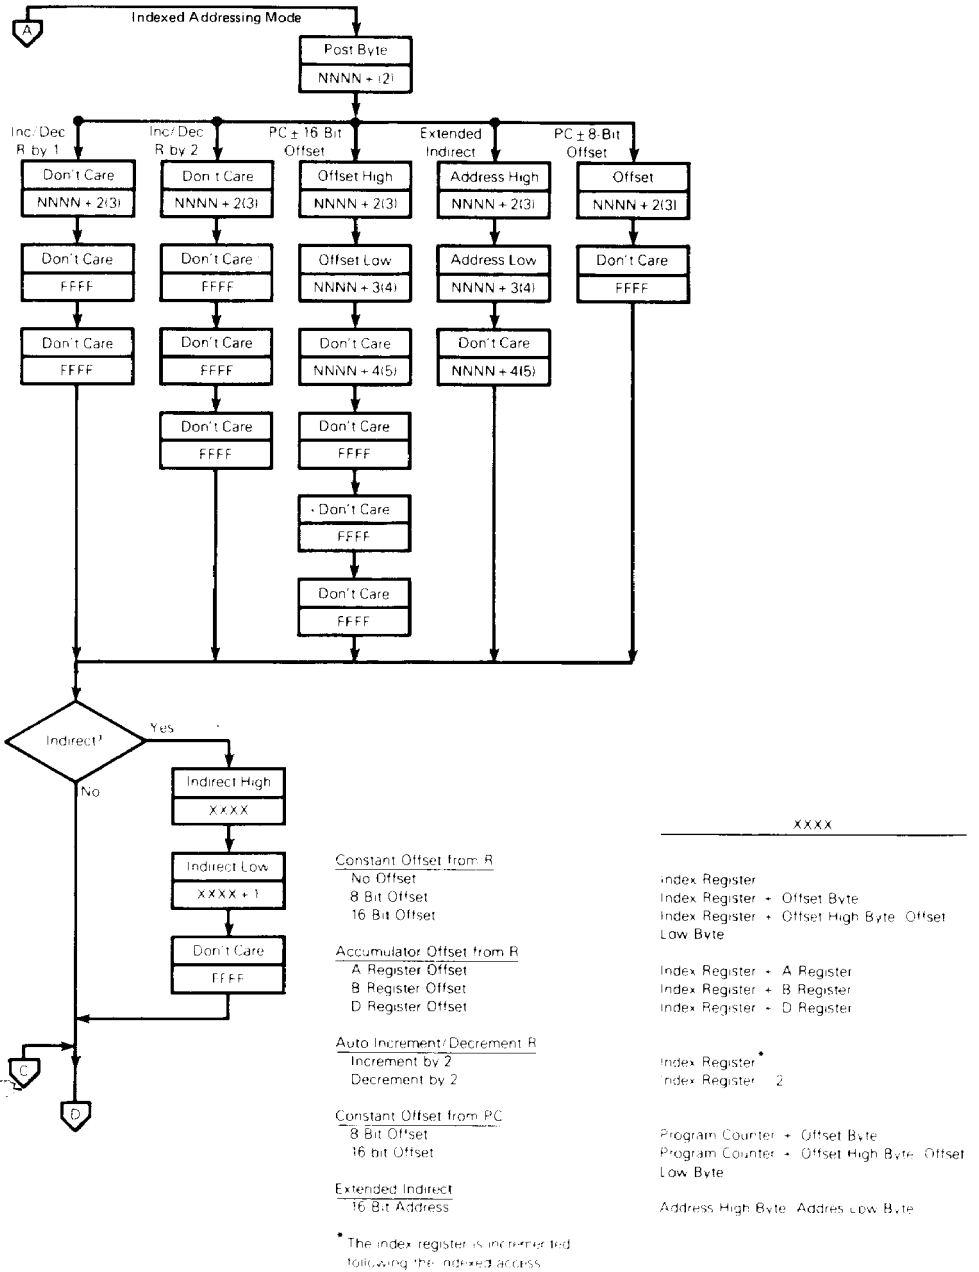 Indexed Addressing Mode
A
Post Byte
NNNN + (2)
Inc/Dec
R by 1
Inc/Dec
R by 2
PC ± 16 Bit
Offset
Extended
Indirect
PC ± 8-Bit
Offset
Don't Care
NNNN + 2(3)
Don't Care
NNNN + 2(3)
Offset High
NNNN + 2(3)
Address High
NNNN + 2(3)
Offset
NNNN + 2(3)
Don't Care
FFFF
Don't Care
FFFF
Offset Low
NNNN + 3(4)
Address Low
NNNN + 3(4)
Don't Care
FFFF
Don't Care
FFFF
Don't Care
FFFF
Don't Care
NNNN + 4(5)
Don't Care
NNNN + 4(5)
Don't Care
FFFF
Don't Care
FFFF
Don't Care
FFFF
Don't Care
FFFF
Indirect?
Yes
No
Indirect High
XXXX
Indirect Low
XXXX + 1
Don't Care
FFFF
C
D
XXXX
Constant Offset from R
No Offset
Index Register
8 Bit Offset
Index Register + Offset Byte
16 Bit Offset
Index Register + Offset High Byte Offset
Low Byte
Accumulator Offset from R
A Register Offset
Index Register + A Register
B Register Offset
Index Register + B Register
D Register Offset
Index Register + D Register
Auto Increment/Decrement R
Increment by 2
Index Register*
Decrement by 2
Index Register 2
Constant Offset from PC
8 Bit Offset
Program Counter + Offset Byte
16 bit Offset
Program Counter + Offset High Byte Offset
Low Byte
Extended Indirect
16 Bit Address
Address High Byte Addres Low Byte
* The index register is incremented
following the indexed access